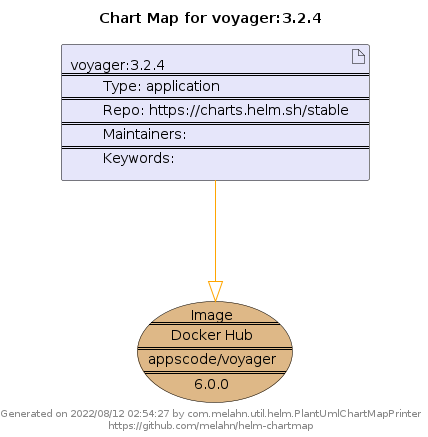 Chart Map for voyager:3.2.4
voyager:3.2.4
Type: application
Repo: https://charts.helm.sh/stable
Maintainers:
Keywords:
Image
Docker Hub
appscode/voyager
6.0.0
Generated on 2022/08/12 02:54:27 by com.melahn.util.helm.PlantUmlChartMapPrinter
https://github.com/melahn/helm-chartmap